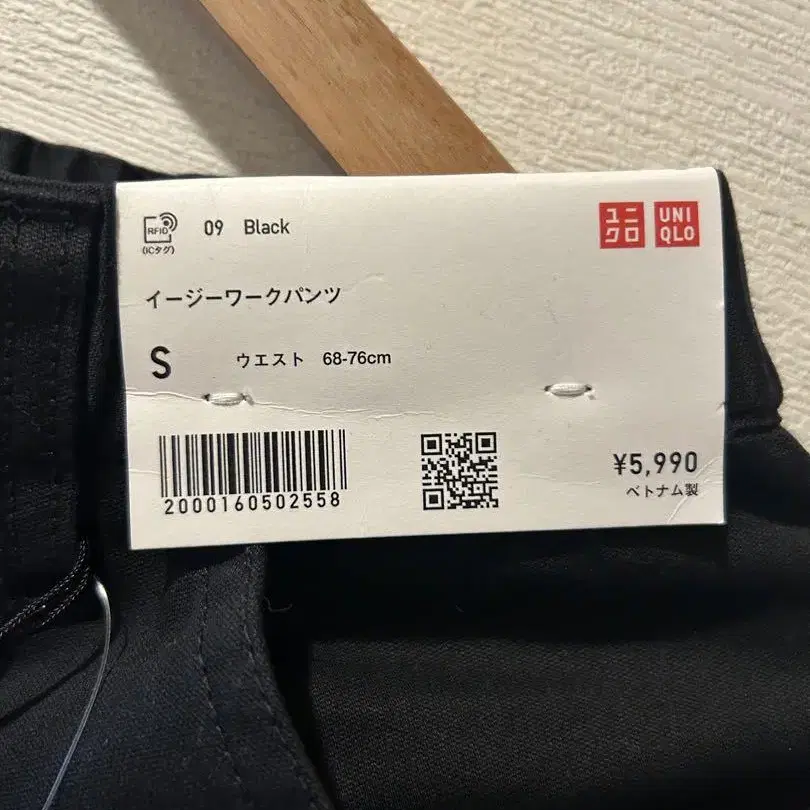 RFID
(ICタグ)
09 Black
ユニ
クロ
UNI
QLO
イージーワークパンツ
S ウエスト 68-76cm
2000160502558
¥5,990
ベトナム製